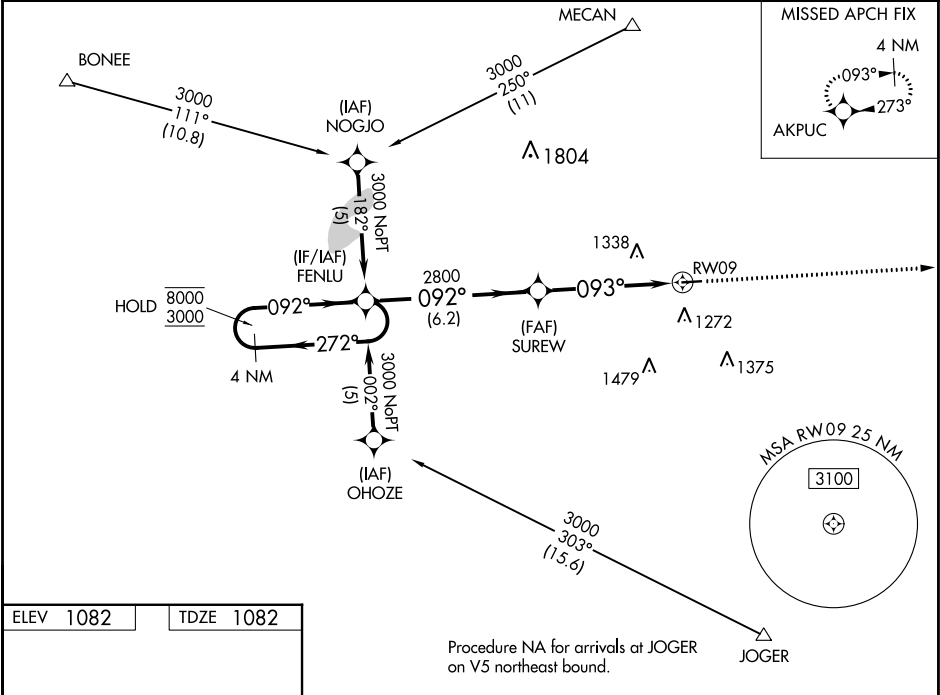 MECAN
MISSED APCH FIX
4 NM
093°
273°
AKPUC
BONEE
3000
111°
(10.8)
3000
250°
(11)
(IAF)
NOGJO
1804
3000 NoPT
182°
(5)
(IF/IAF)
FENLU
1338
RW09
HOLD
8000
3000
092°
2800
092°
(6.2)
093°
272°
4 NM
(FAF)
SUREW
1272
1479
1375
3000 NoPT
002°
(5)
(IAF)
OHOZE
MSA RW09 25 NM
3100
3000
303°
(15.6)
ELEV 1082
TDZE 1082
Procedure NA for arrivals at JOGER
on V5 northeast bound.
JOGER